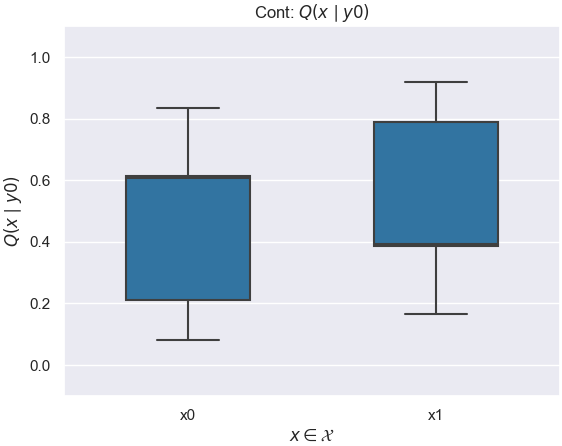 Cont: Q(x | y0)
Q(x | y0)
1.0
0.8
0.6
0.4
0.2
0.0
x0 x1
x ∈ 𝒳